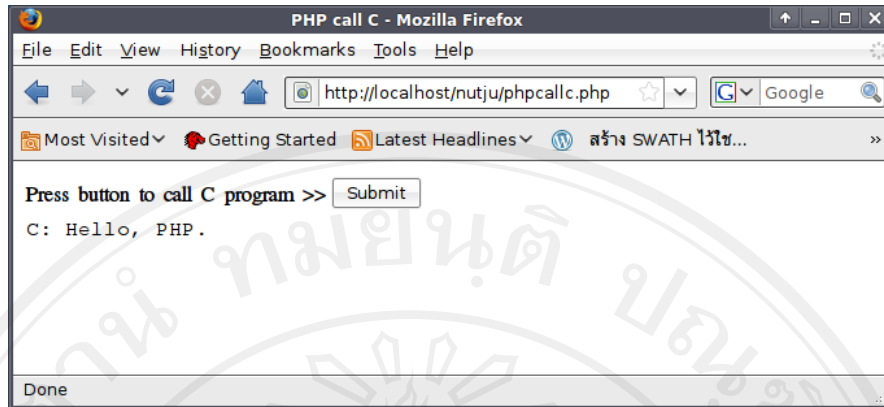 PHP call C - Mozilla Firefox
File Edit View History Bookmarks Tools Help
http://localhost/nutju/phpcallc.php
G Google
Most Visited Getting Started Latest Headlines สร้าง SWATH ไว้ใช... »
Press button to call C program >> Submit
C: Hello, PHP.
Done